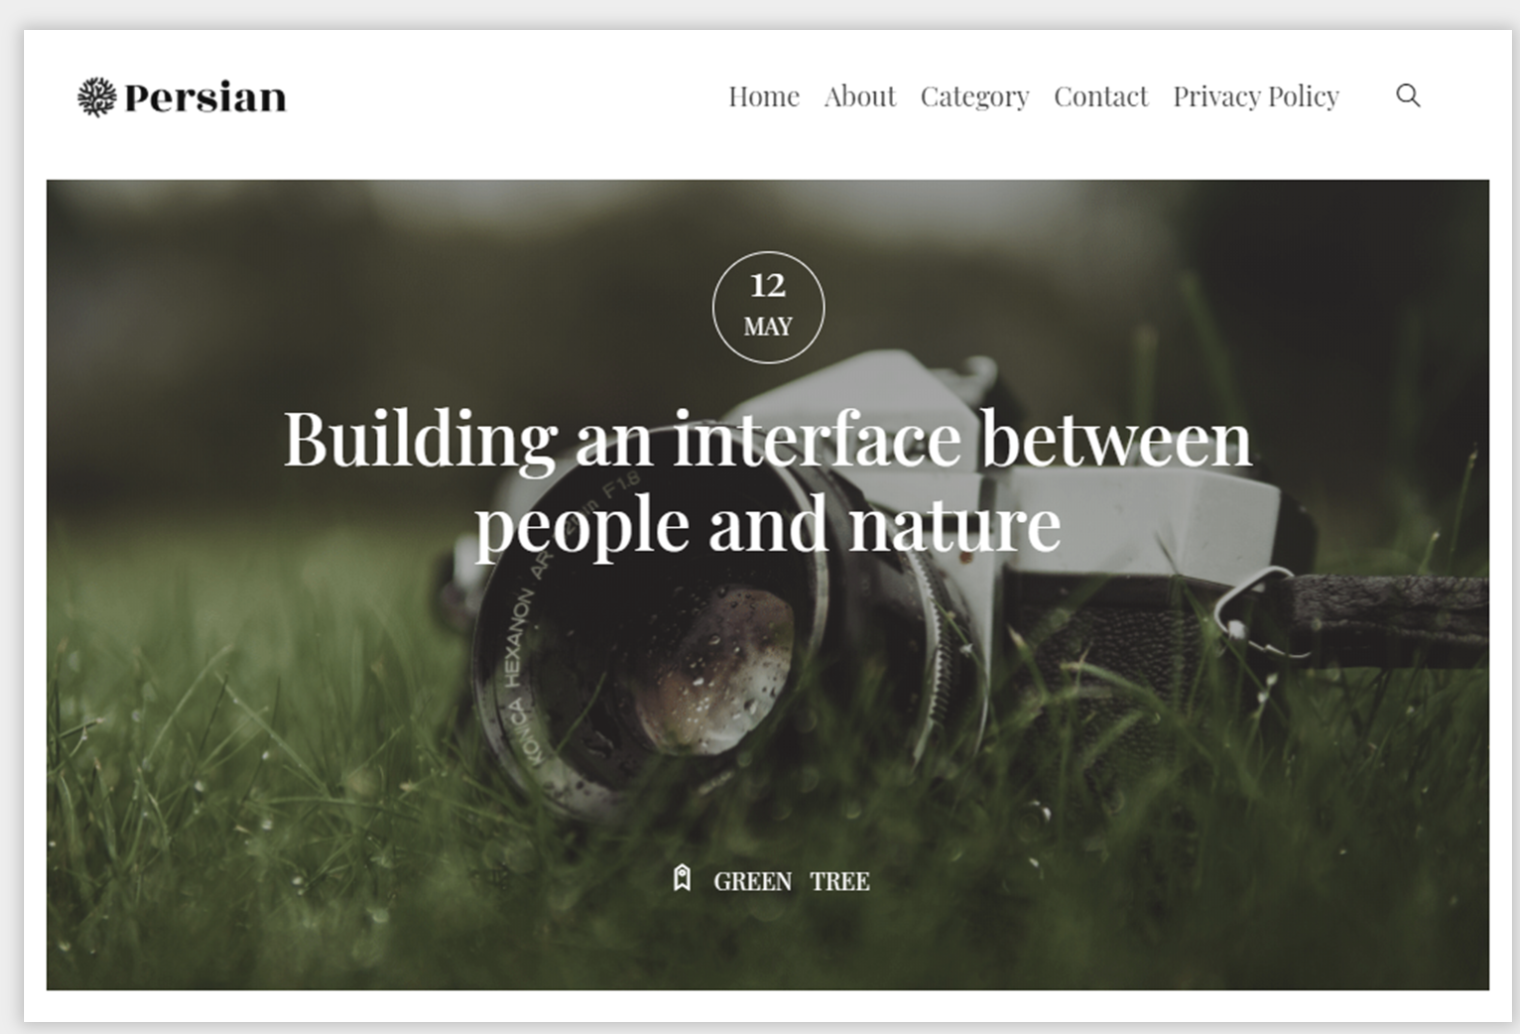 Persian
Home About Category Contact Privacy Policy
12
MAY
Building an interface between
people and nature
KONICA HEXANON AR F1.8
GREEN TREE